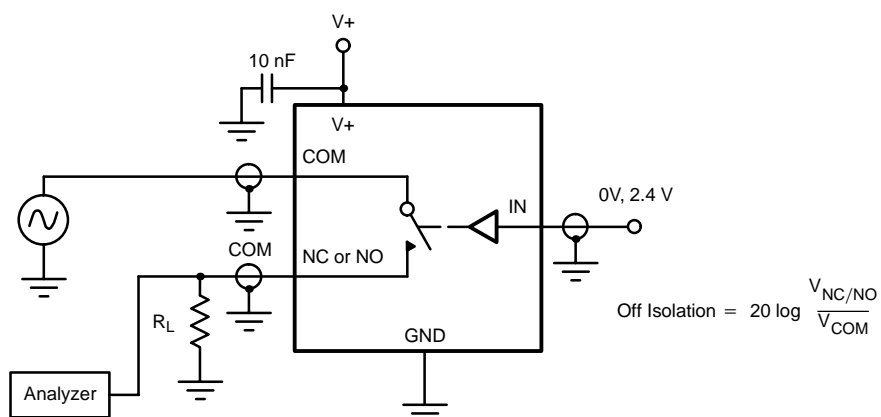 V+
10 nF
V+
COM
0V, 2.4 V
IN
COM
NC or NO
Off Isolation = 20 log V_NC/NO / V_COM
R_L
GND
Analyzer